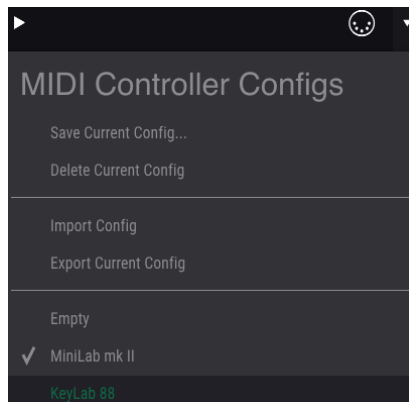 MIDI Controller Configs
Save Current Config...
Delete Current Config
Import Config
Export Current Config
Empty
MiniLab mk II
KeyLab 88